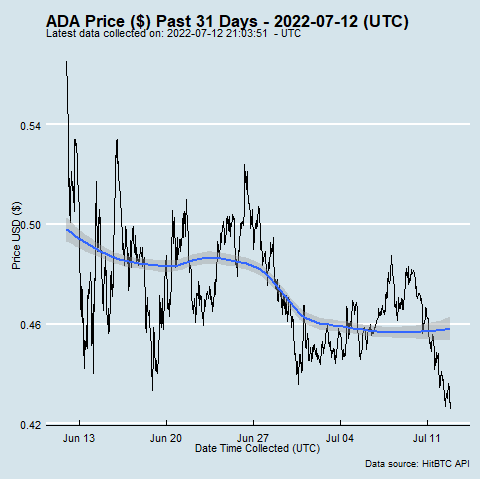 ADA Price ($) Past 31 Days - 2022-07-12 (UTC)
Latest data collected on: 2022-07-12 21:03:51 - UTC
0.54
0.50
0.46
0.42
Price USD ($)
Jun 13 Jun 20 Jun 27 Jul 04 Jul 11
Date Time Collected (UTC)
Data source: HitBTC API